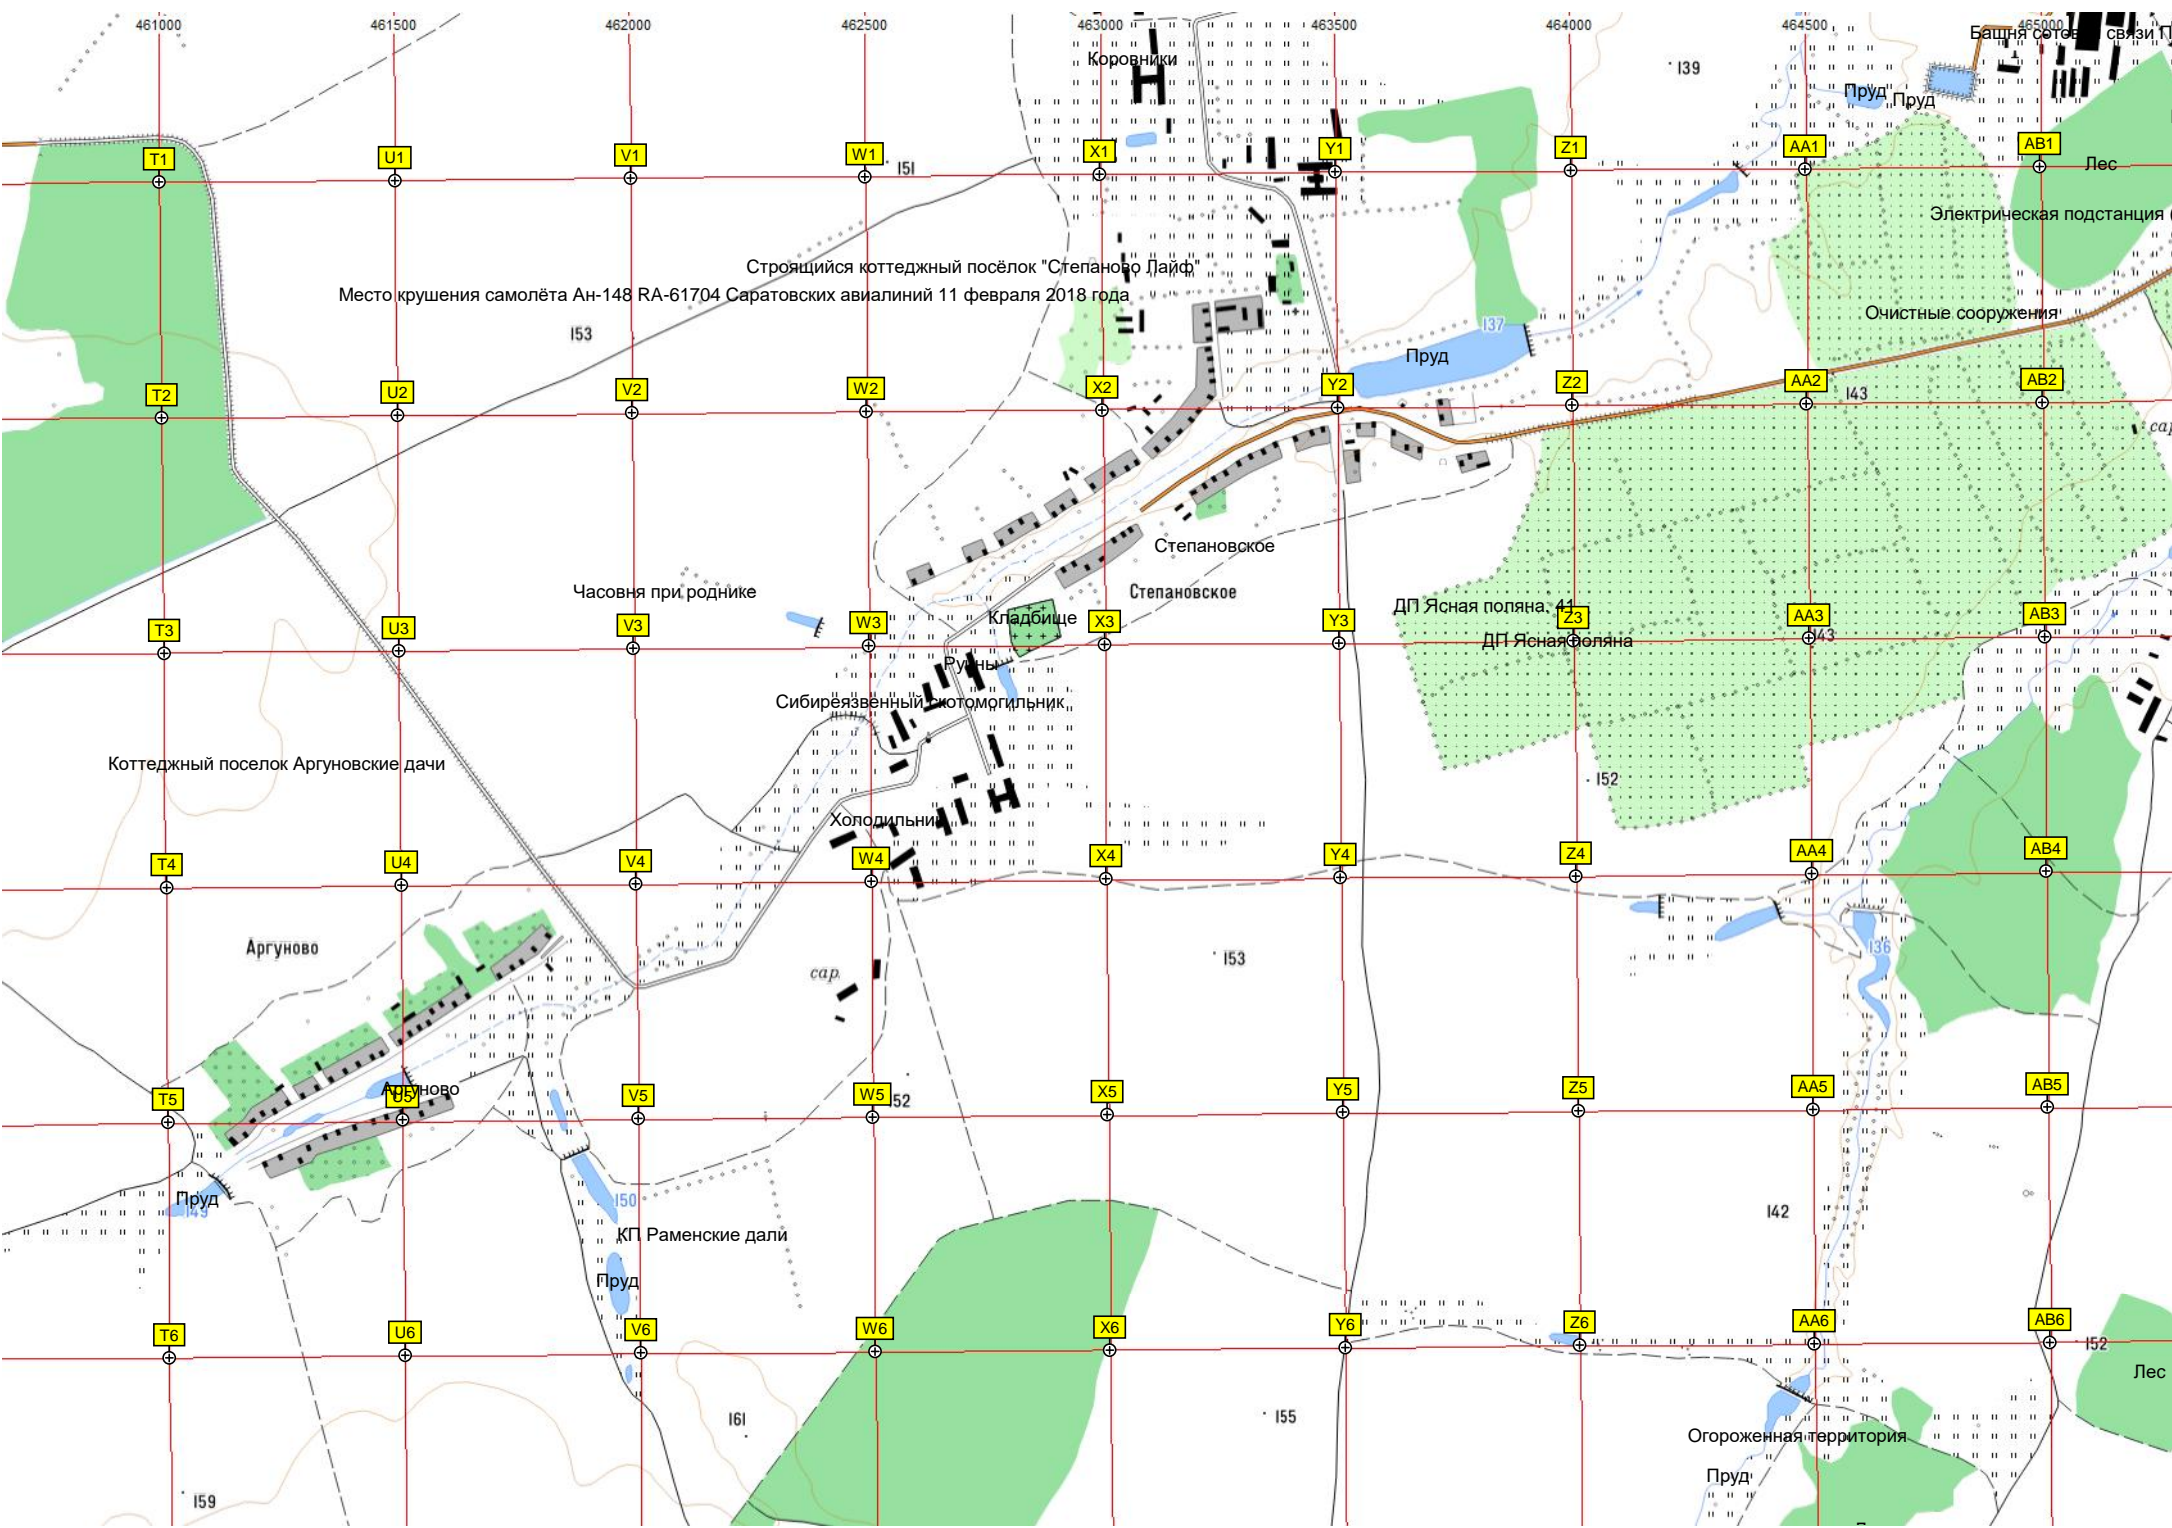 461000 461500 462000 462500 463000 463500 464000 464500 465000
Башня сотовой связи
Коровники
139
Пруд
Пруд
T1 U1 V1 W1 X1 Y1 Z1 AA1 AB1
151
Лес
Электрическая подстанция
Строящийся коттеджный посёлок "Степаново Лайф"
Место крушения самолёта Ан-148 RA-61704 Саратовских авиалиний 11 февраля 2018 года
153
Очистные сооружения
137
Пруд
T2 U2 V2 W2 X2 Y2 Z2 AA2 AB2
143
сар
Степановское
Часовня при роднике
Степановское
ДП Ясная поляна, 41
Кладбище
T3 U3 V3 W3 X3 Y3 Z3 AA3 AB3
143
ДП Ясная поляна
Руины
Сибиреязвенный скотомогильник
Коттеджный поселок Аргуновские дачи
152
Холодильник
T4 U4 V4 W4 X4 Y4 Z4 AA4 AB4
Аргуново
136
153
сар.
Аргуново
T5 U5 V5 W5 X5 Y5 Z5 AA5 AB5
152
Пруд
149
150
142
КП Раменские дали
Пруд
T6 U6 V6 W6 X6 Y6 Z6 AA6 AB6
152
Лес
161
155
Огороженная территория
Пруд
159